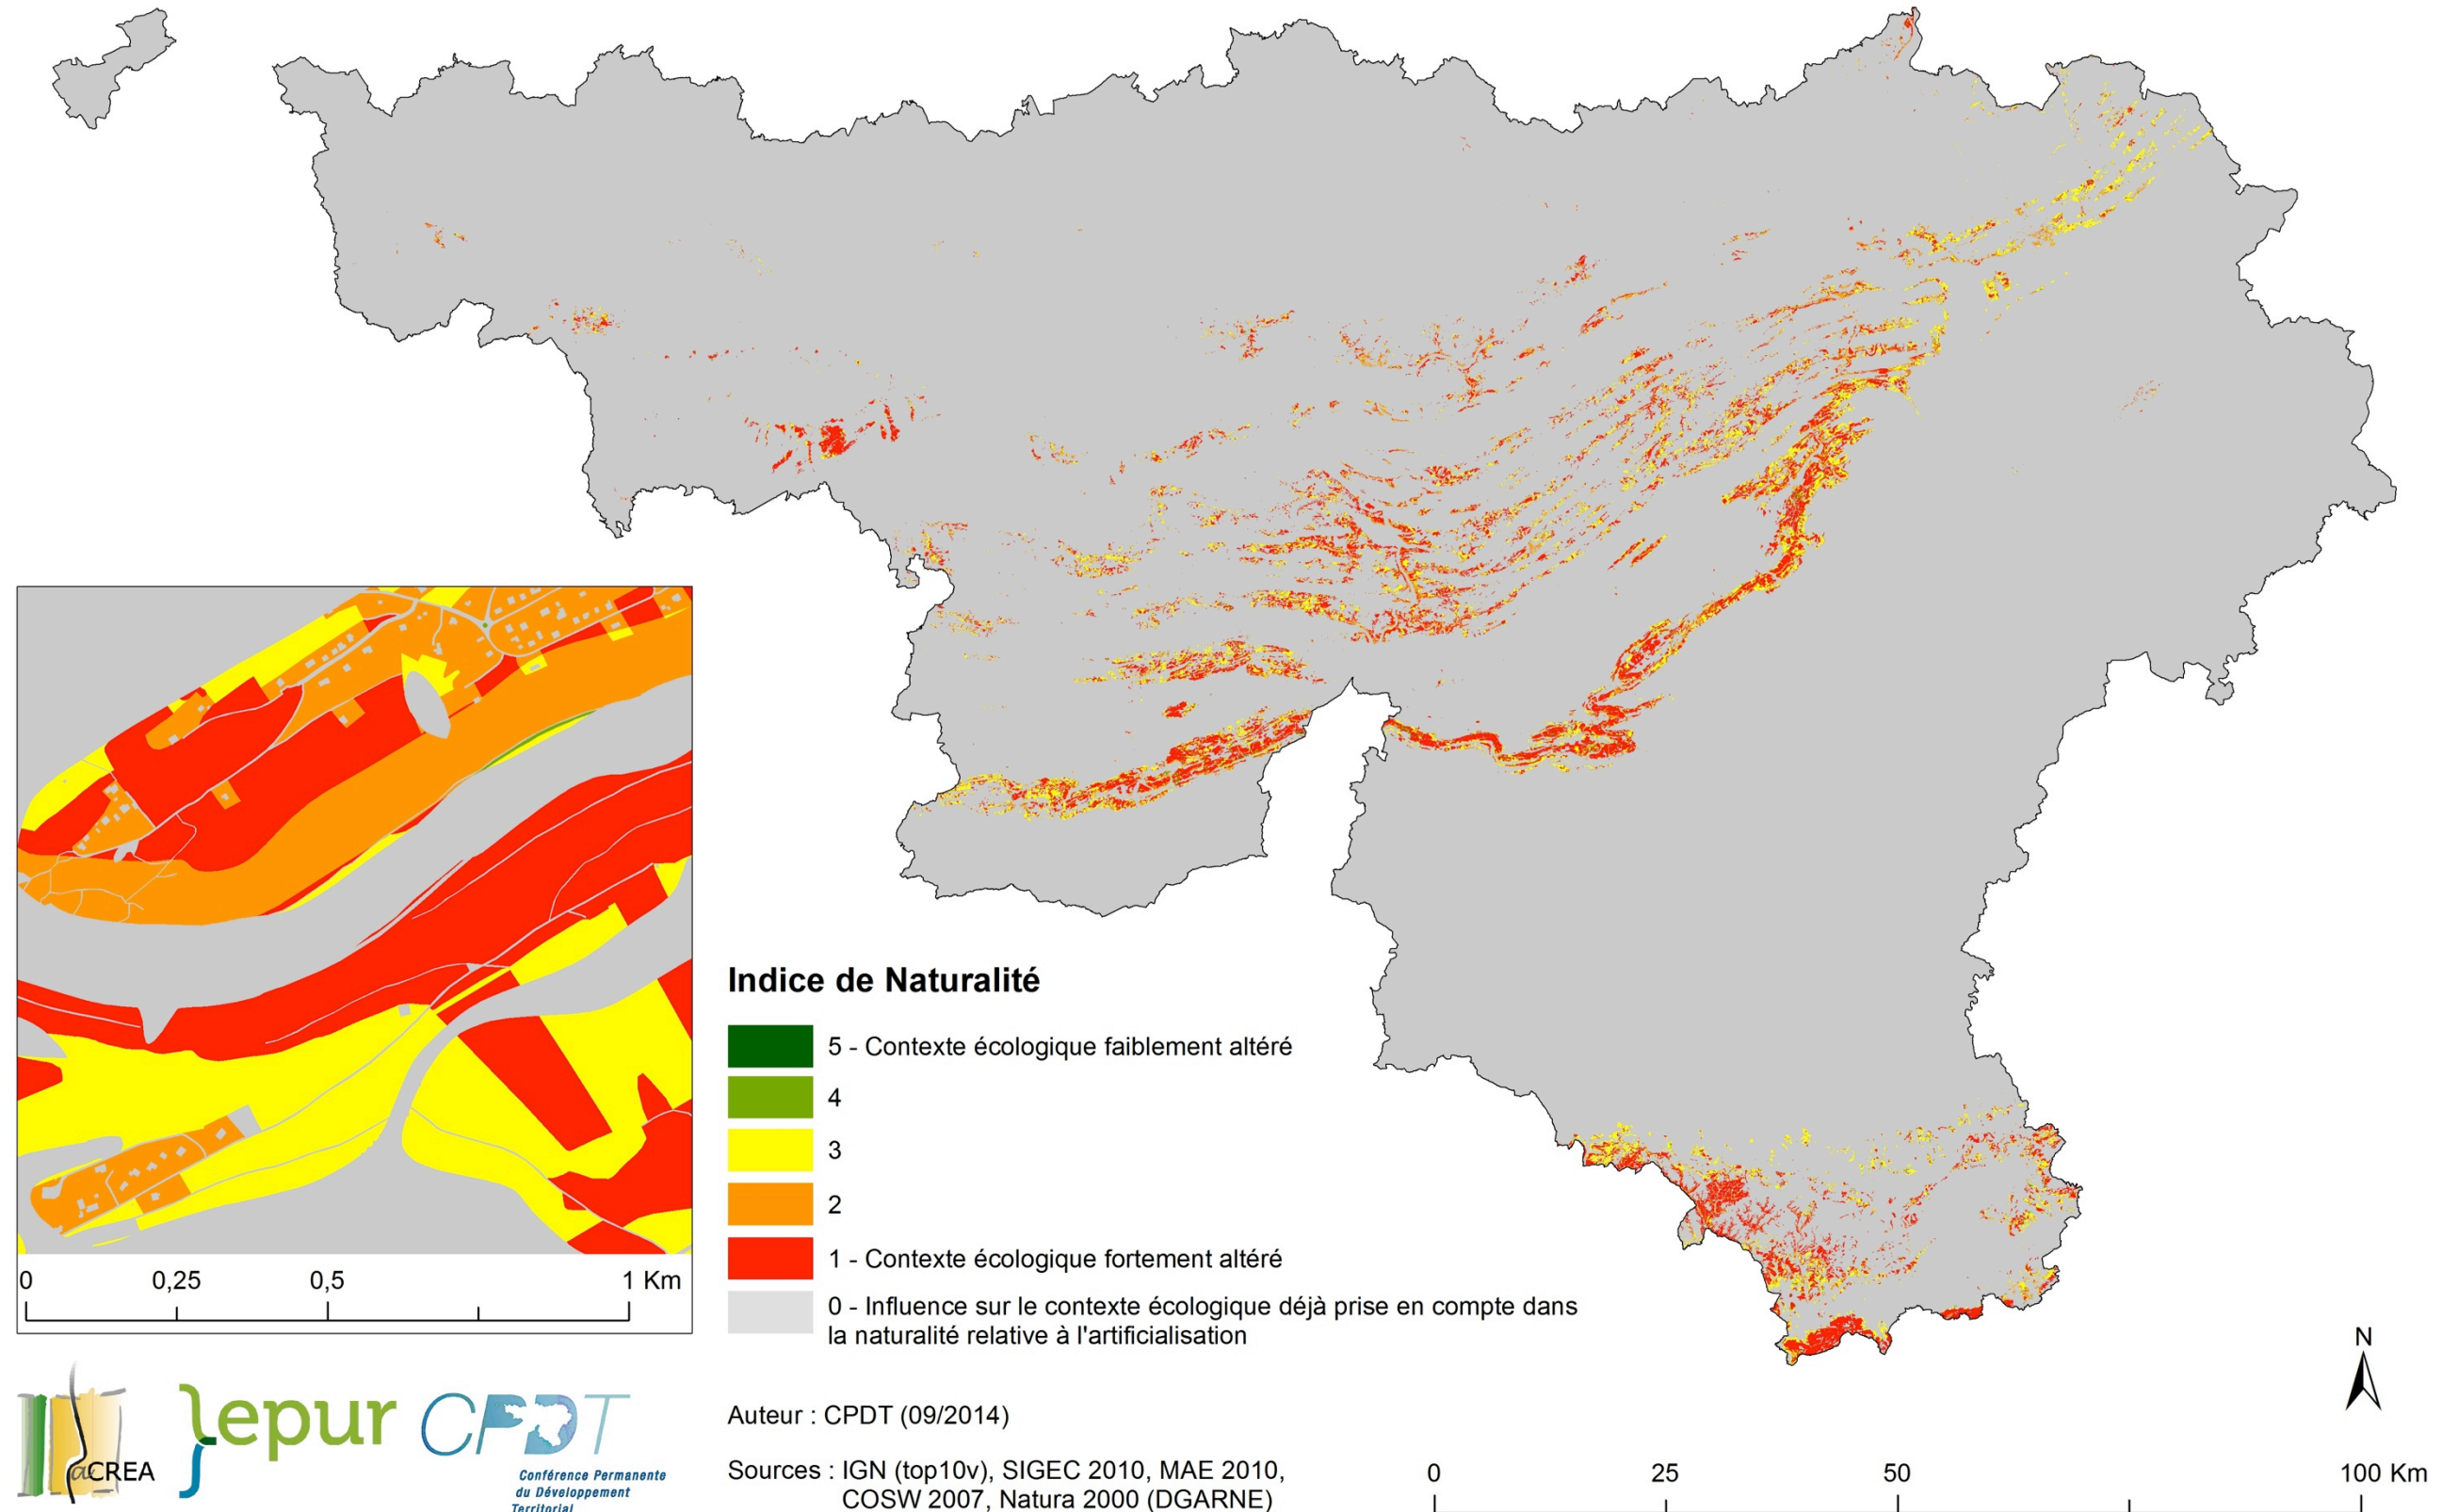 Indice de Naturalité
5 - Contexte écologique faiblement altéré
4
3
2
1 - Contexte écologique fortement altéré
0 - Influence sur le contexte écologique déjà prise en compte dans
la naturalité relative à l'artificialisation
0 0,25 0,5 1 Km
aCREA
lepur
CPDT
Conférence Permanente
du Développement
Territorial
Auteur : CPDT (09/2014)
Sources : IGN (top10v), SIGEC 2010, MAE 2010,
COSW 2007, Natura 2000 (DGARNE)
N
0 25 50 100 Km